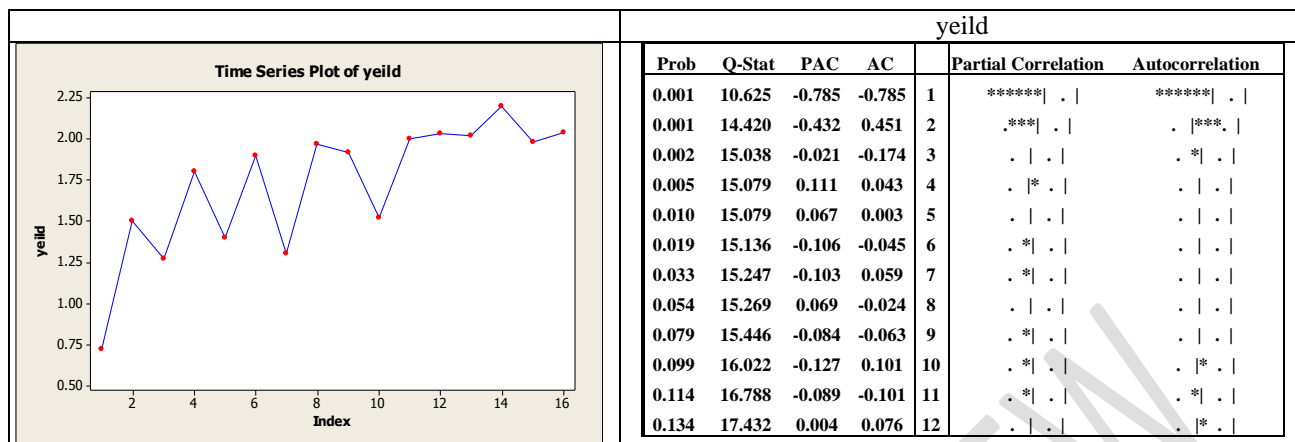 yeild
Time Series Plot of yeild
2.25
2.00
1.75
1.50
1.25
1.00
0.75
0.50
yeild
2 4 6 8 10 12 14 16
Index
Prob Q-Stat PAC AC Partial Correlation Autocorrelation
0.001 10.625 -0.785 -0.785 1 ******| . | ******| . |
0.001 14.420 -0.432 0.451 2 .***| . | . |***. |
0.002 15.038 -0.021 -0.174 3 . | . | . *| . |
0.005 15.079 0.111 0.043 4 . |* . | . | . |
0.010 15.079 0.067 0.003 5 . | . | . | . |
0.019 15.136 -0.106 -0.045 6 . *| . | . | . |
0.033 15.247 -0.103 0.059 7 . *| . | . | . |
0.054 15.269 0.069 -0.024 8 . | . | . | . |
0.079 15.446 -0.084 -0.063 9 . *| . | . | . |
0.099 16.022 -0.127 0.101 10 . *| . | . |* . |
0.114 16.788 -0.089 -0.101 11 . *| . | . *| . |
0.134 17.432 0.004 0.076 12 . | . | . |* . |